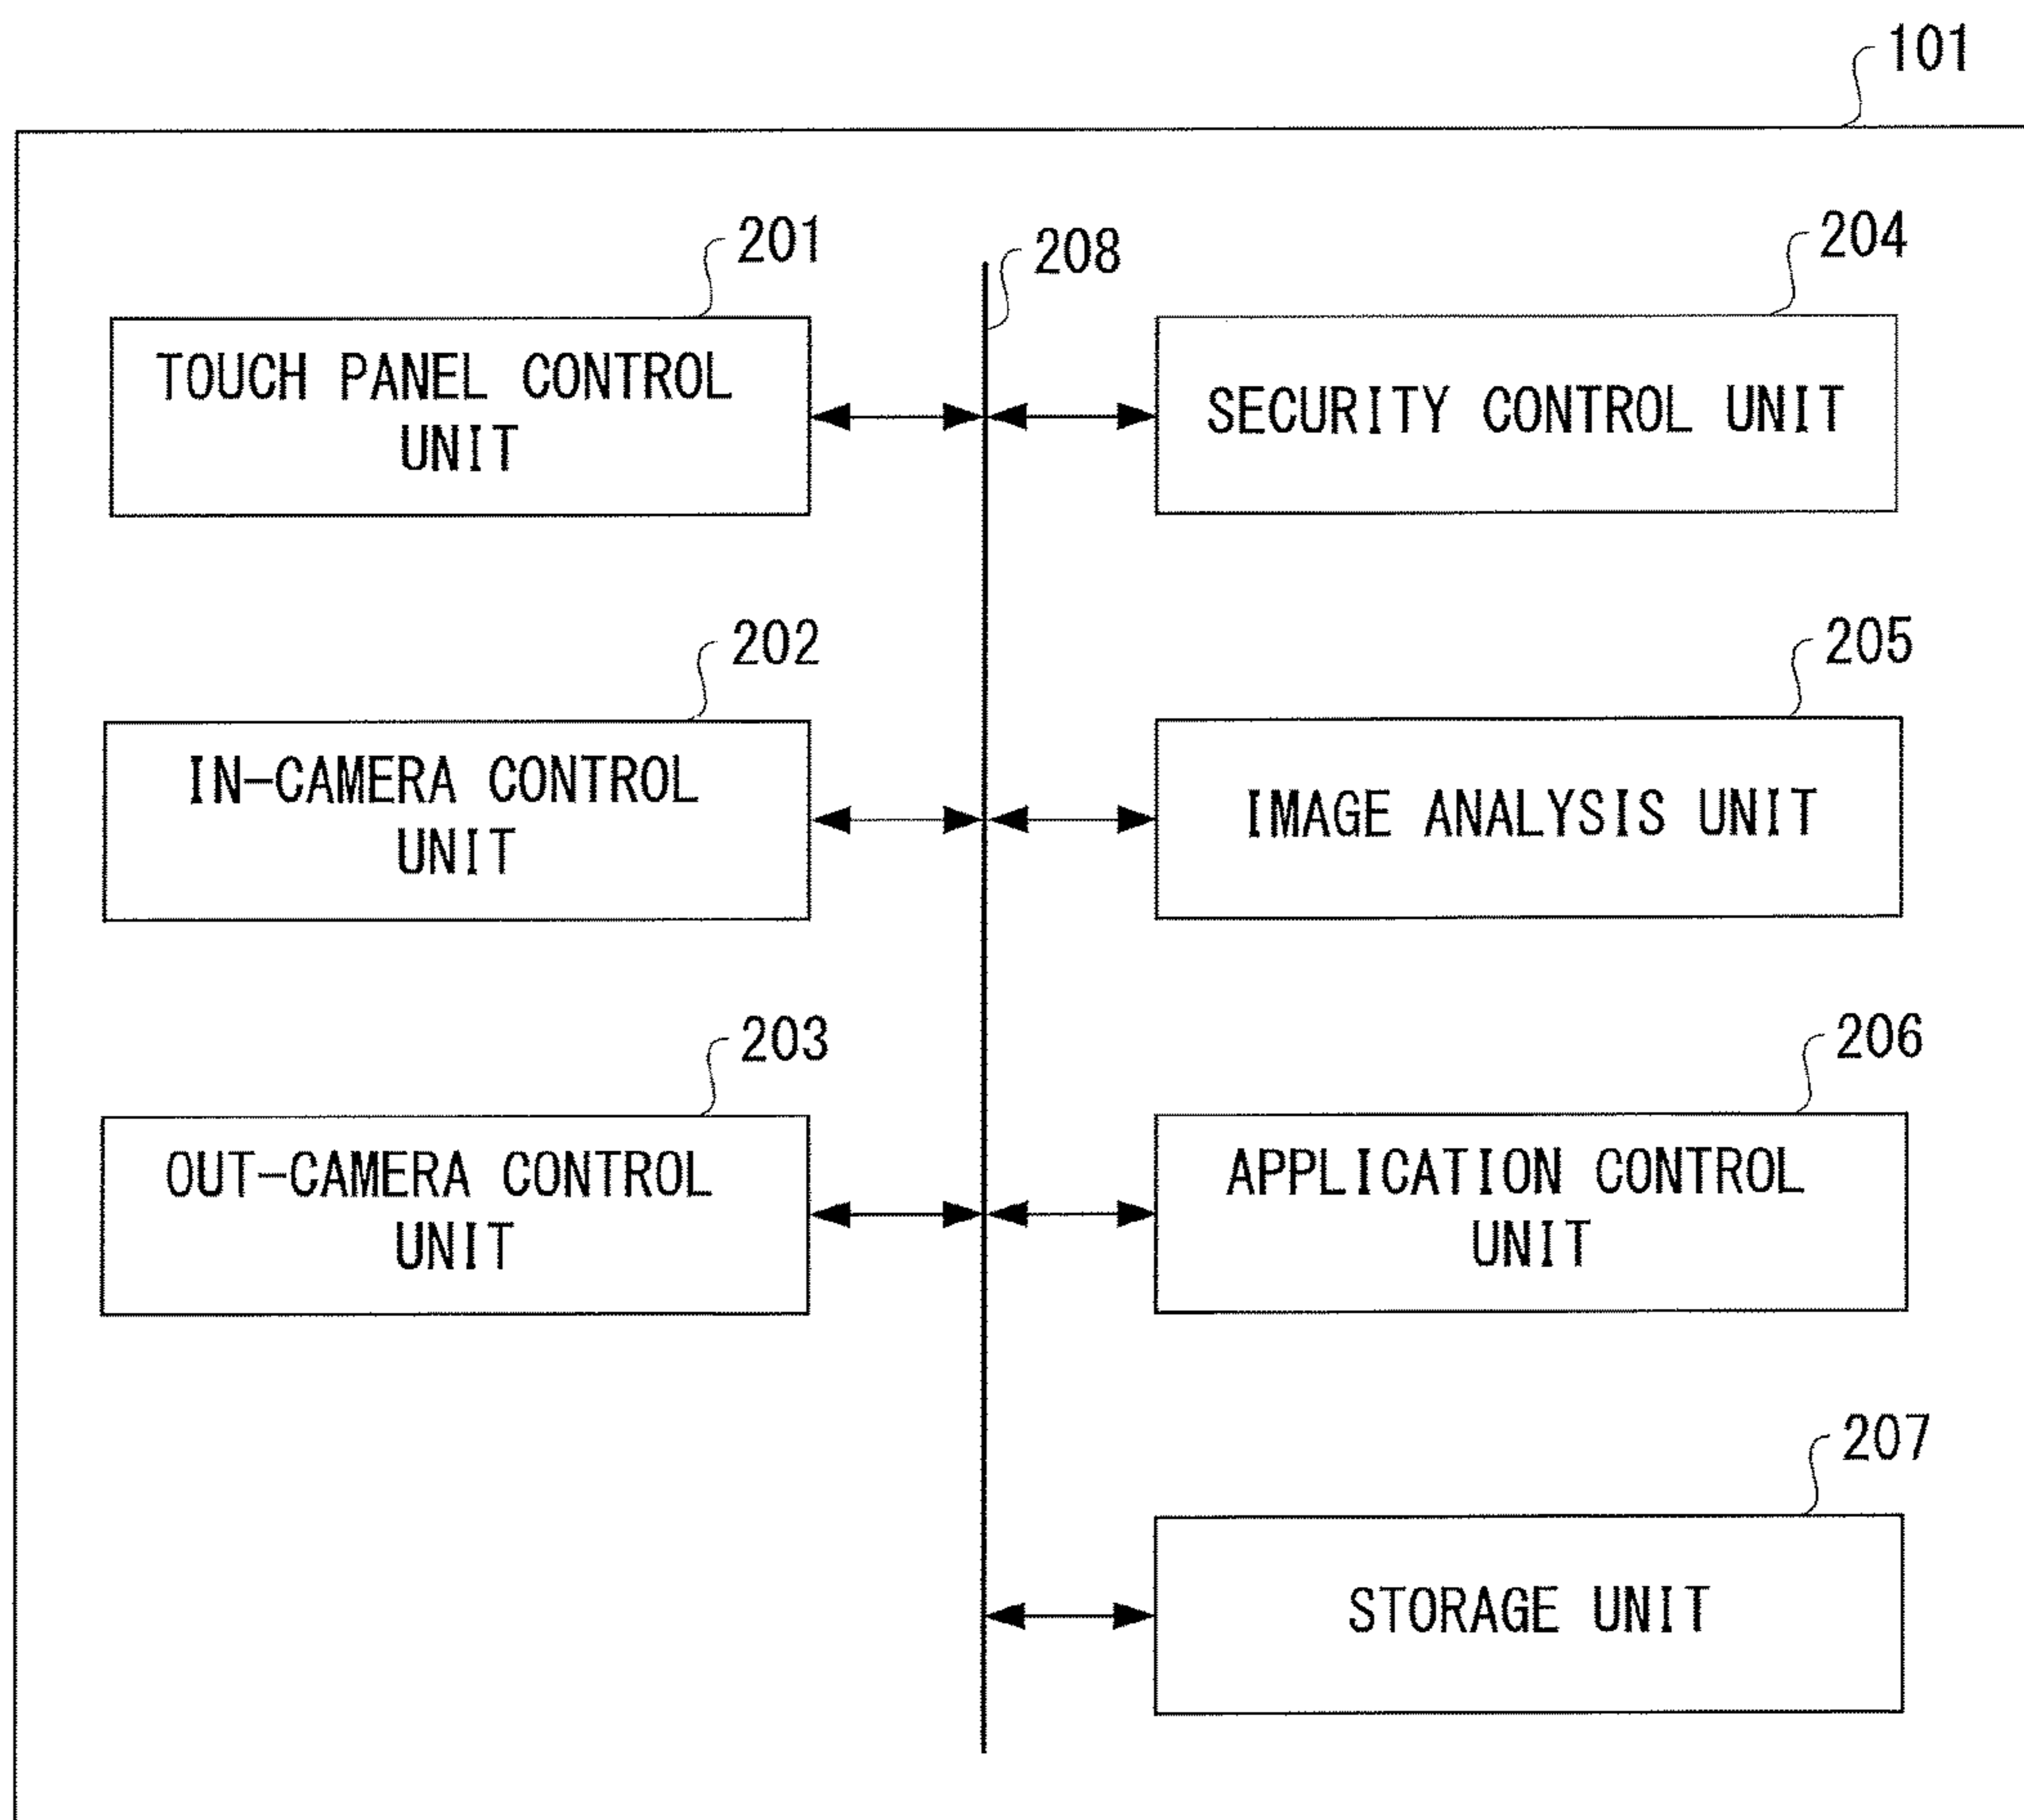 101
201
208
204
TOUCH PANEL CONTROL
UNIT
SECURITY CONTROL UNIT
202
205
IN-CAMERA CONTROL
UNIT
IMAGE ANALYSIS UNIT
203
206
OUT-CAMERA CONTROL
UNIT
APPLICATION CONTROL
UNIT
207
STORAGE UNIT